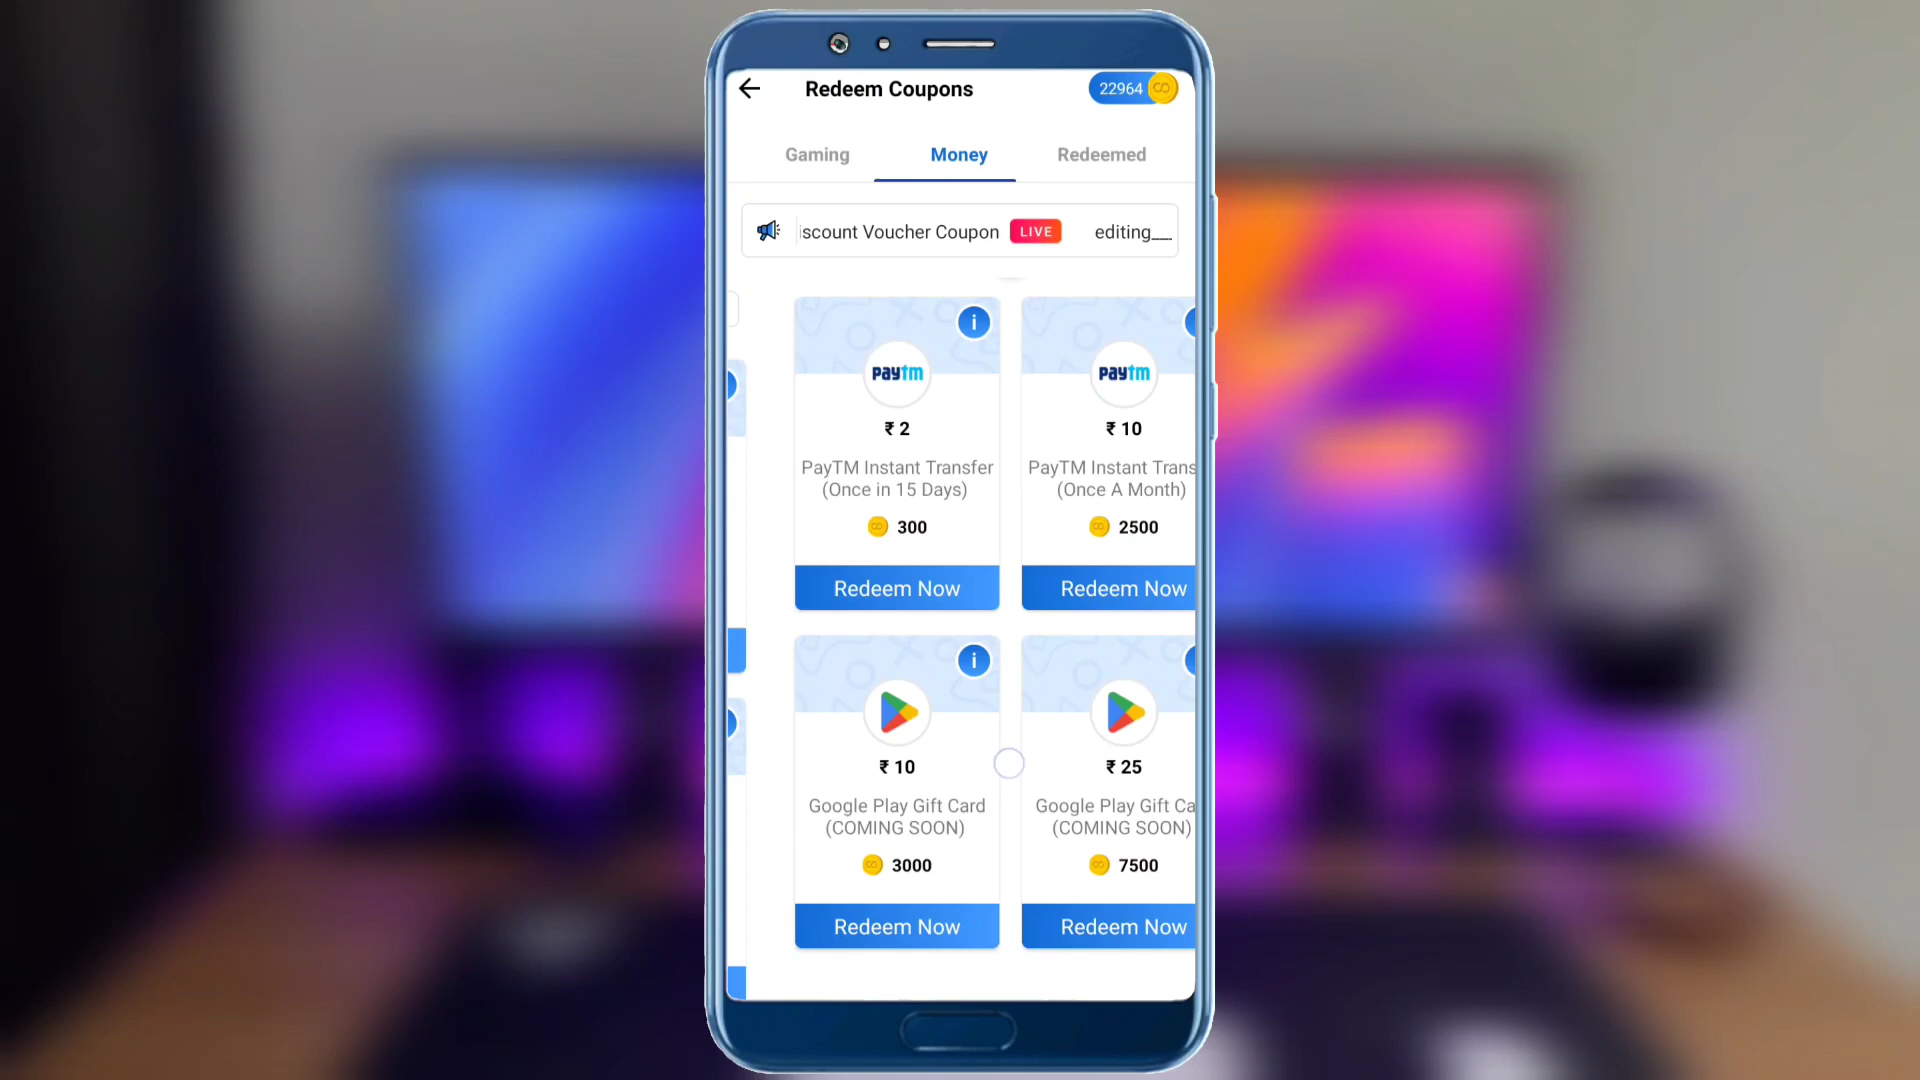 Redeem Coupons
22964
Gaming Money Redeemed
iscount Voucher Coupon LIVE editing__
i
paytm
₹ 2
PayTM Instant Transfer
(Once in 15 Days)
300
Redeem Now
paytm
₹ 10
PayTM Instant Trans
(Once A Month)
2500
Redeem Now
i
₹ 10
Google Play Gift Card
(COMING SOON)
3000
Redeem Now
₹ 25
Google Play Gift Ca
(COMING SOON)
7500
Redeem Now